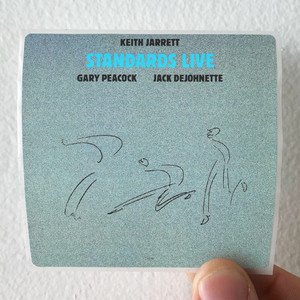 KEITH JARRETT
STANDARDS LIVE
GARY PEACOCK JACK DEJOHNETTE